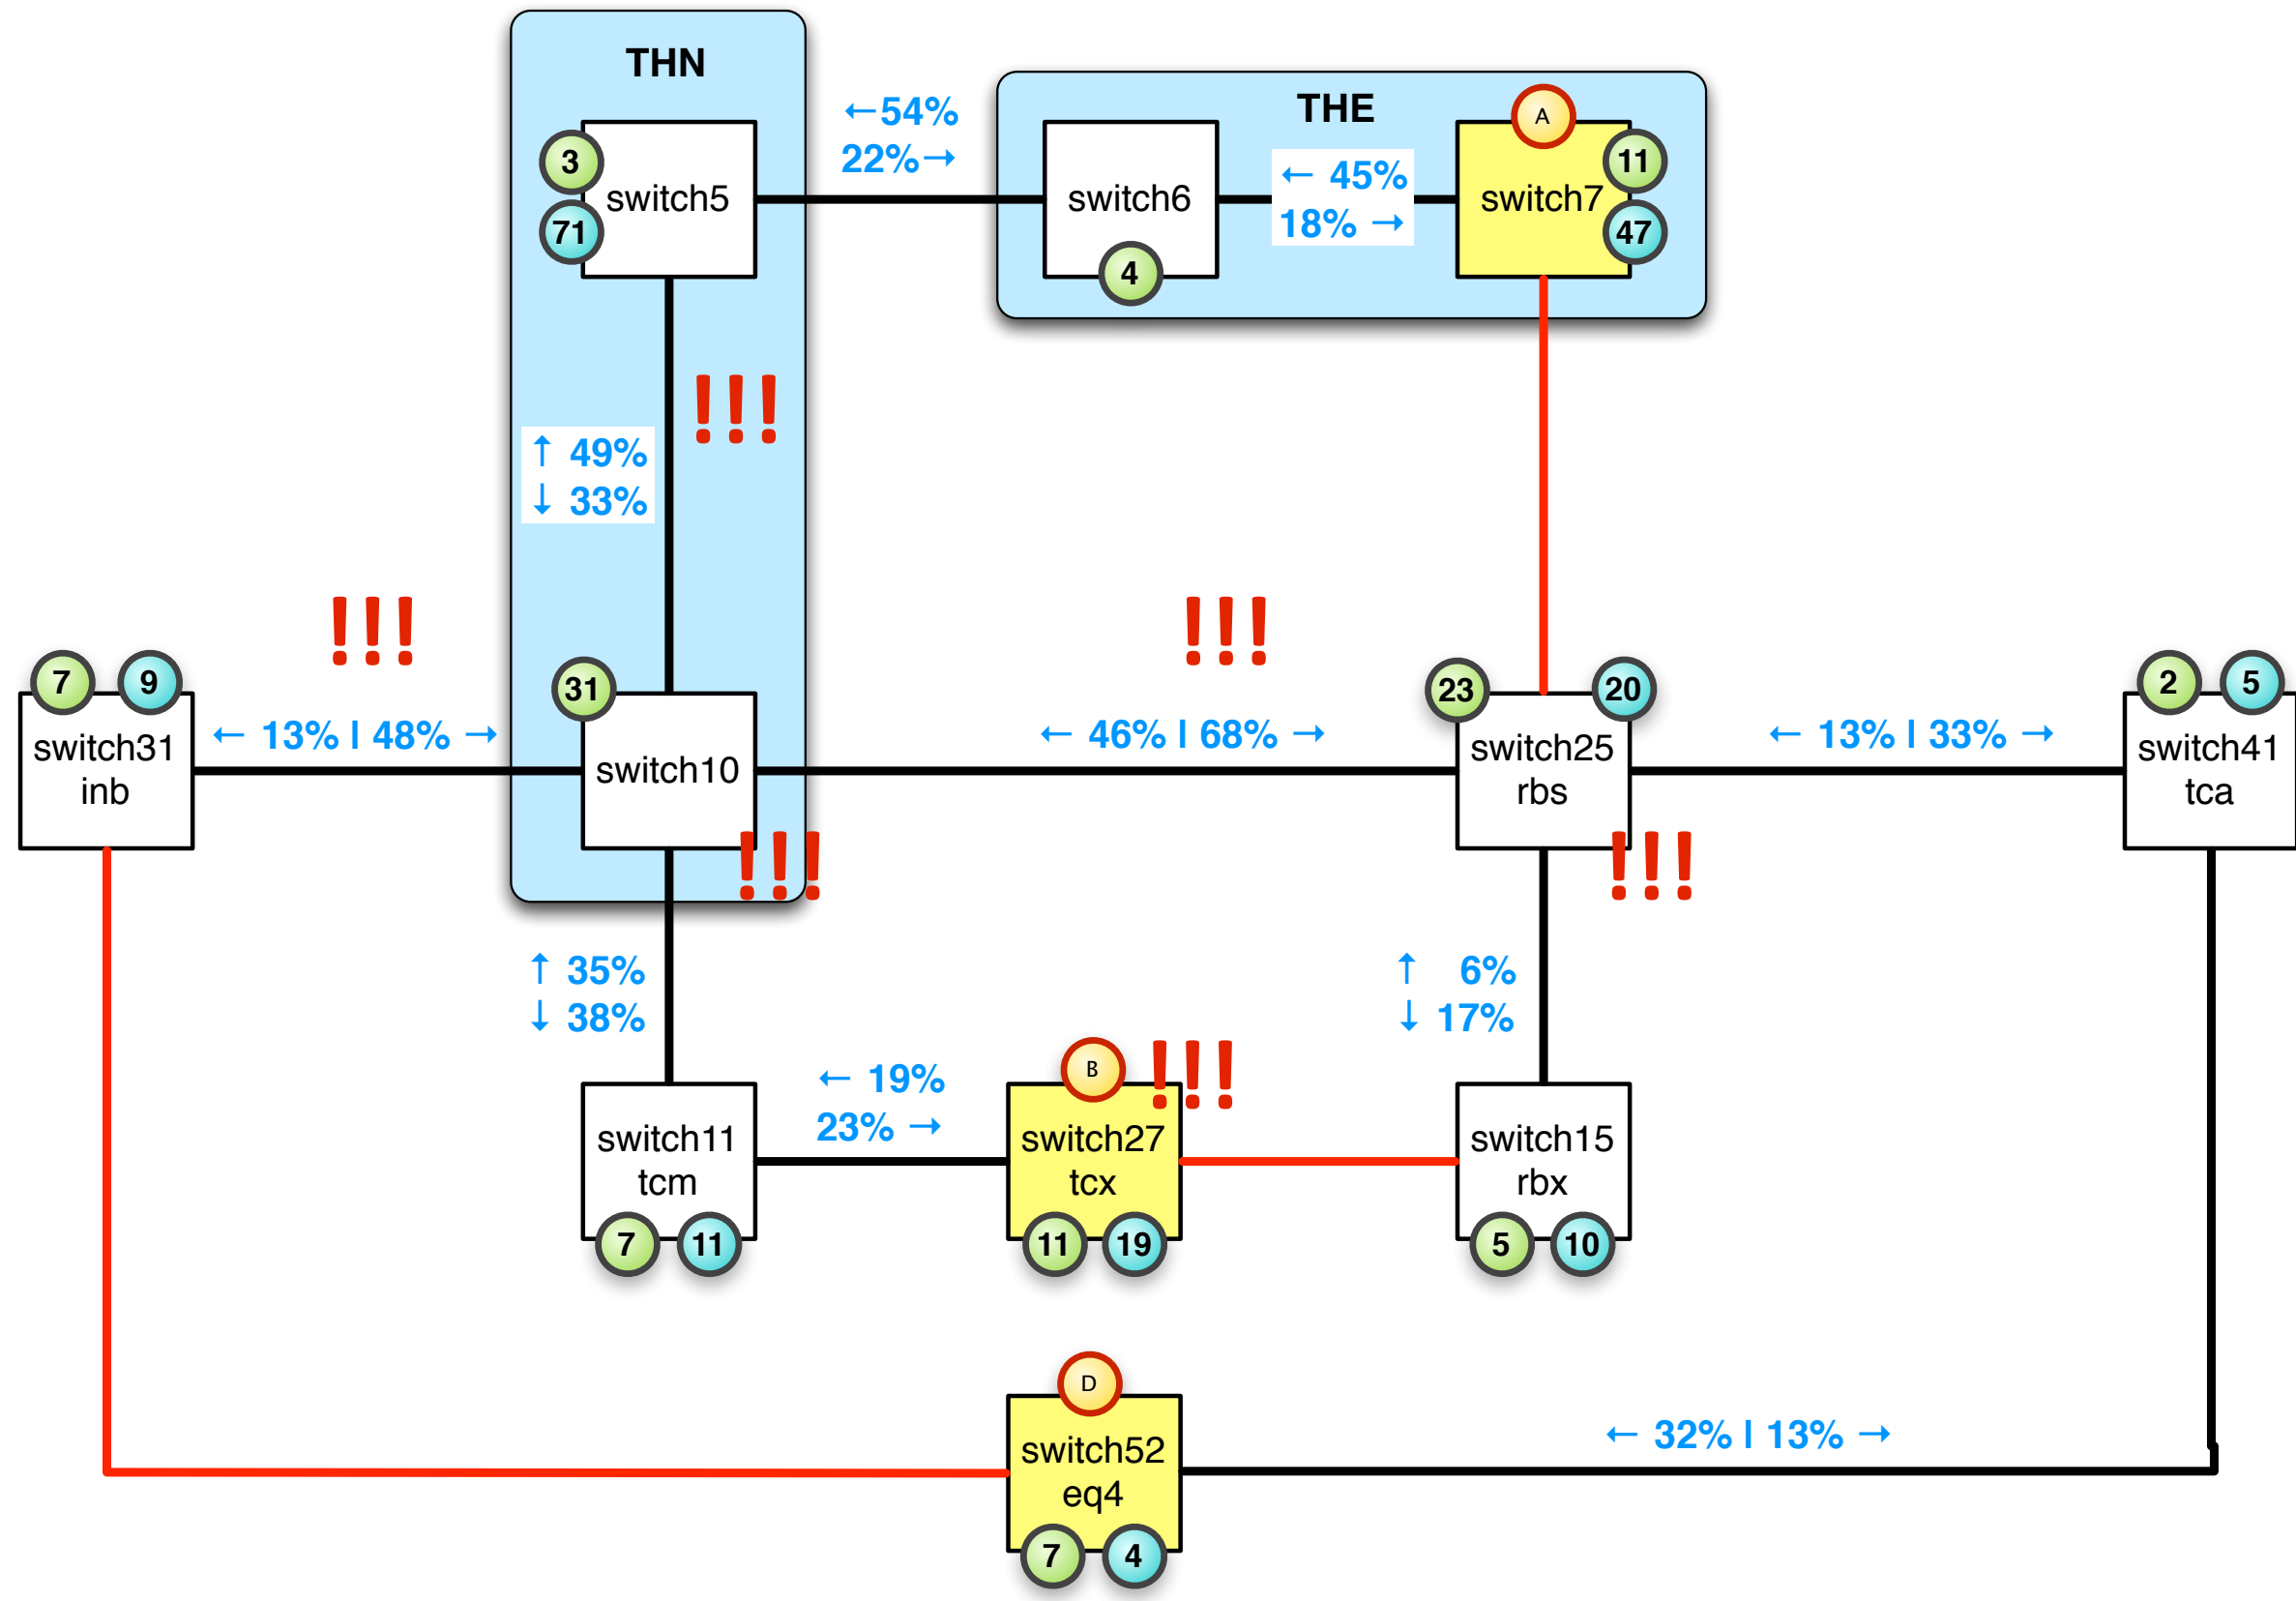 THN
THE
←54%
22%→
A
3
71
switch5
switch6
4
← 45%
18% →
switch7
11
47
!!!
↑ 49%
↓ 33%
!!!
!!!
7
9
31
23
20
2
5
← 13% | 48% →
← 46% | 68% →
← 13% | 33% →
switch31
inb
switch10
switch25
rbs
switch41
tca
!!!
!!!
↑ 35%
↓ 38%
↑ 6%
↓ 17%
← 19%
23% →
B
!!!
switch11
tcm
switch27
tcx
switch15
rbx
7
11
11
19
5
10
D
switch52
eq4
← 32% | 13% →
7
4